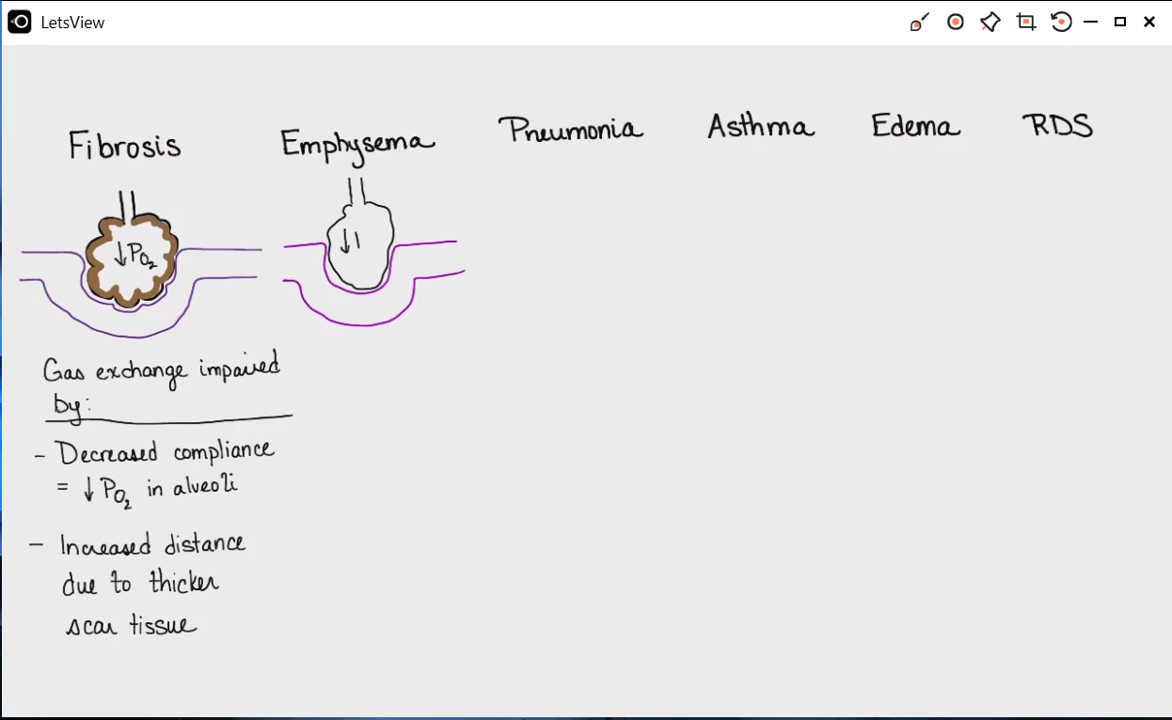 LetsView
Fibrosis
Emphysema
Pneumonia
Asthma
Edema
RDS
↓PO₂
↓
Gas exchange impaired
by:
- Decreased compliance
= ↓ PO₂ in alveoli
- Increased distance
due to thicker
scar tissue